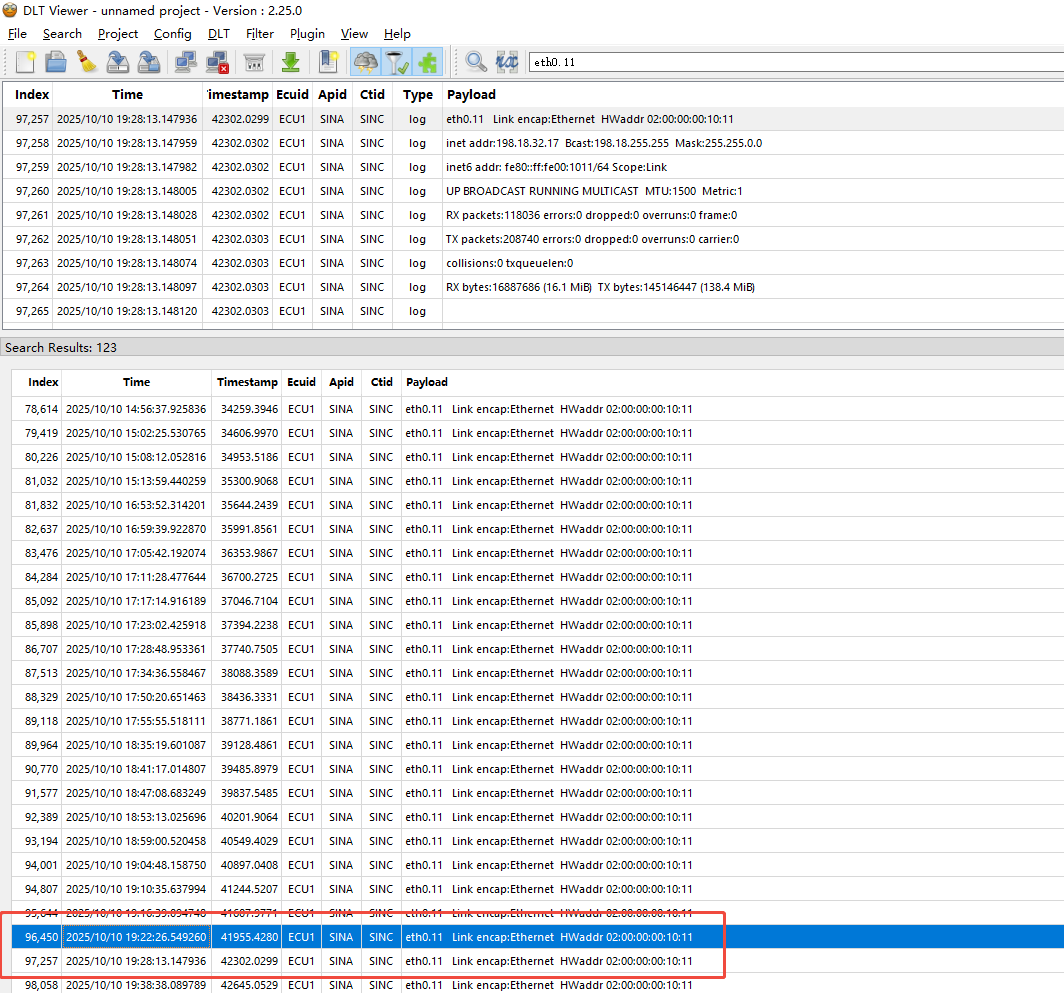 DLT Viewer - unnamed project - Version : 2.25.0
File Search Project Config DLT Filter Plugin View Help
eth0.11
Index Time Timestamp Ecuid Apid Ctid Type Payload
97,257 2025/10/10 19:28:13.147936 42302.0299 ECU1 SINA SINC log eth0.11 Link encap:Ethernet HWaddr 02:00:00:00:10:11
97,258 2025/10/10 19:28:13.147959 42302.0302 ECU1 SINA SINC log inet addr:198.18.32.17 Bcast:198.18.255.255 Mask:255.255.0.0
97,259 2025/10/10 19:28:13.147982 42302.0302 ECU1 SINA SINC log inet6 addr: fe80::ff:fe00:1011/64 Scope:Link
97,260 2025/10/10 19:28:13.148005 42302.0302 ECU1 SINA SINC log UP BROADCAST RUNNING MULTICAST MTU:1500 Metric:1
97,261 2025/10/10 19:28:13.148028 42302.0302 ECU1 SINA SINC log RX packets:118036 errors:0 dropped:0 overruns:0 frame:0
97,262 2025/10/10 19:28:13.148051 42302.0303 ECU1 SINA SINC log TX packets:208740 errors:0 dropped:0 overruns:0 carrier:0
97,263 2025/10/10 19:28:13.148074 42302.0303 ECU1 SINA SINC log collisions:0 txqueuelen:0
97,264 2025/10/10 19:28:13.148097 42302.0303 ECU1 SINA SINC log RX bytes:16887686 (16.1 MiB) TX bytes:145146447 (138.4 MiB)
97,265 2025/10/10 19:28:13.148120 42302.0303 ECU1 SINA SINC log
Search Results: 123
Index Time Timestamp Ecuid Apid Ctid Payload
78,614 2025/10/10 14:56:37.925836 34259.3946 ECU1 SINA SINC eth0.11 Link encap:Ethernet HWaddr 02:00:00:00:10:11
79,419 2025/10/10 15:02:25.530765 34606.9970 ECU1 SINA SINC eth0.11 Link encap:Ethernet HWaddr 02:00:00:00:10:11
80,226 2025/10/10 15:08:12.052816 34953.5186 ECU1 SINA SINC eth0.11 Link encap:Ethernet HWaddr 02:00:00:00:10:11
81,032 2025/10/10 15:13:59.440259 35300.9068 ECU1 SINA SINC eth0.11 Link encap:Ethernet HWaddr 02:00:00:00:10:11
81,832 2025/10/10 16:53:52.314201 35644.2439 ECU1 SINA SINC eth0.11 Link encap:Ethernet HWaddr 02:00:00:00:10:11
82,637 2025/10/10 16:59:39.922870 35991.8561 ECU1 SINA SINC eth0.11 Link encap:Ethernet HWaddr 02:00:00:00:10:11
83,476 2025/10/10 17:05:42.192074 36353.9867 ECU1 SINA SINC eth0.11 Link encap:Ethernet HWaddr 02:00:00:00:10:11
84,284 2025/10/10 17:11:28.477644 36700.2725 ECU1 SINA SINC eth0.11 Link encap:Ethernet HWaddr 02:00:00:00:10:11
85,092 2025/10/10 17:17:14.916189 37046.7104 ECU1 SINA SINC eth0.11 Link encap:Ethernet HWaddr 02:00:00:00:10:11
85,898 2025/10/10 17:23:02.425918 37394.2238 ECU1 SINA SINC eth0.11 Link encap:Ethernet HWaddr 02:00:00:00:10:11
86,707 2025/10/10 17:28:48.953361 37740.7505 ECU1 SINA SINC eth0.11 Link encap:Ethernet HWaddr 02:00:00:00:10:11
87,513 2025/10/10 17:34:36.558467 38088.3589 ECU1 SINA SINC eth0.11 Link encap:Ethernet HWaddr 02:00:00:00:10:11
88,329 2025/10/10 17:50:20.651463 38436.3331 ECU1 SINA SINC eth0.11 Link encap:Ethernet HWaddr 02:00:00:00:10:11
89,118 2025/10/10 17:55:55.518111 38771.1861 ECU1 SINA SINC eth0.11 Link encap:Ethernet HWaddr 02:00:00:00:10:11
89,964 2025/10/10 18:35:19.601087 39128.4861 ECU1 SINA SINC eth0.11 Link encap:Ethernet HWaddr 02:00:00:00:10:11
90,770 2025/10/10 18:41:17.014807 39485.8979 ECU1 SINA SINC eth0.11 Link encap:Ethernet HWaddr 02:00:00:00:10:11
91,577 2025/10/10 18:47:08.683249 39837.5485 ECU1 SINA SINC eth0.11 Link encap:Ethernet HWaddr 02:00:00:00:10:11
92,389 2025/10/10 18:53:13.025696 40201.9064 ECU1 SINA SINC eth0.11 Link encap:Ethernet HWaddr 02:00:00:00:10:11
93,194 2025/10/10 18:59:00.520458 40549.4029 ECU1 SINA SINC eth0.11 Link encap:Ethernet HWaddr 02:00:00:00:10:11
94,001 2025/10/10 19:04:48.158750 40897.0408 ECU1 SINA SINC eth0.11 Link encap:Ethernet HWaddr 02:00:00:00:10:11
94,807 2025/10/10 19:10:35.637994 41244.5207 ECU1 SINA SINC eth0.11 Link encap:Ethernet HWaddr 02:00:00:00:10:11
2025/10/10 ECU1 SINA SINC eth0.11 Link encap:Ethernet HWaddr 02:00:00:00:10:11
96,450 2025/10/10 19:22:26.549260 41955.4280 ECU1 SINA SINC eth0.11 Link encap:Ethernet HWaddr 02:00:00:00:10:11
97,257 2025/10/10 19:28:13.147936 42302.0299 ECU1 SINA SINC eth0.11 Link encap:Ethernet HWaddr 02:00:00:00:10:11
98,058 2025/10/10 19:38:38.089789 42645.0529 ECU1 SINA SINC eth0.11 Link encap:Ethernet HWaddr 02:00:00:00:10:11